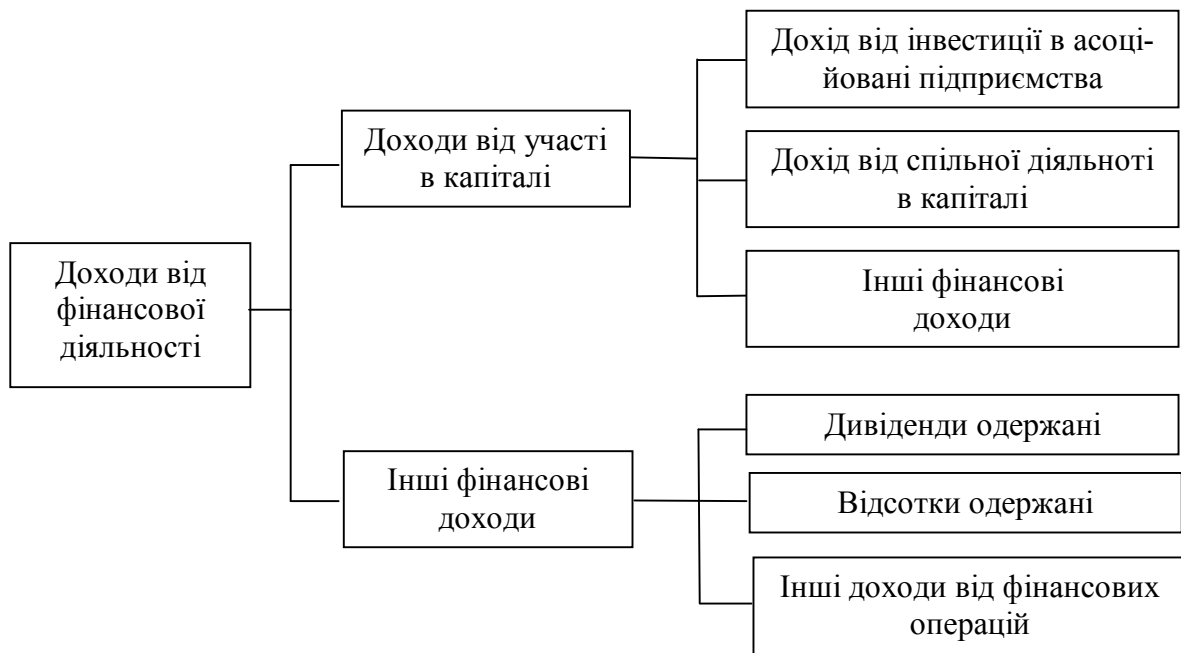 Доходи від
фінансової
діяльності
Доходи від участі
в капіталі
Дохід від інвестиції в асоці-
йовані підприємства
Дохід від спільної діяльноті
в капіталі
Інші фінансові
доходи
Інші фінансові
доходи
Дивіденди одержані
Відсотки одержані
Інші доходи від фінансових
операцій